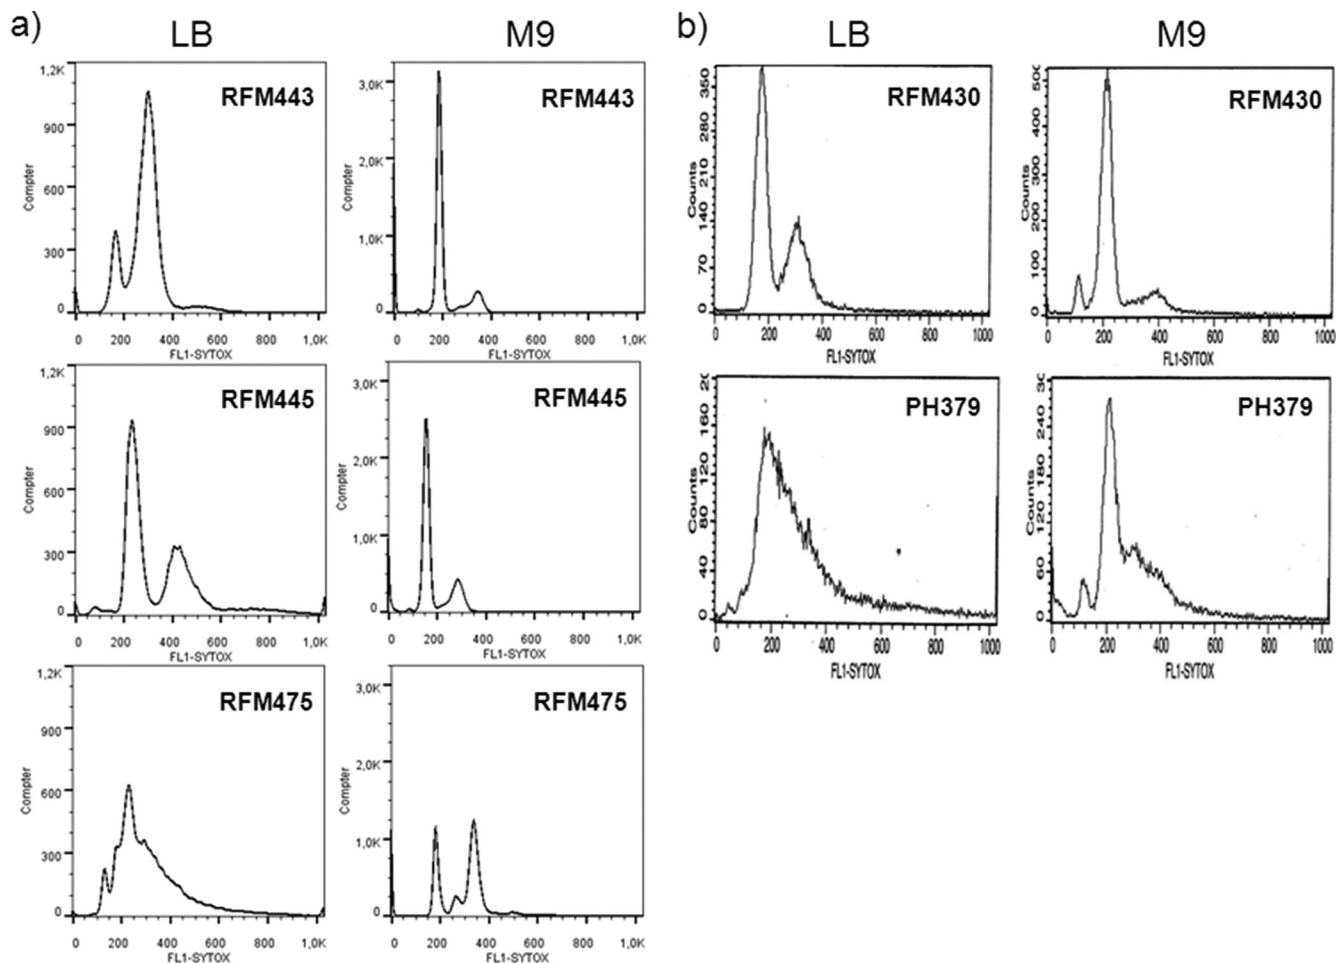 a)
LB
M9
b)
LB
M9
1,2K
900
600
300
0
Compter
RFM443
0 200 400 600 800 1,0K
FL1-SYTOX
3,0K
2,0K
1,0K
0
Compter
RFM443
0 200 400 600 800 1,0K
FL1-SYTOX
350
280
210
140
70
0
Counts
RFM430
0 200 400 600 800 1000
FL1-SYTOX
400
300
200
100
0
Counts
RFM430
0 200 400 600 800 1000
FL1-SYTOX
1,2K
900
600
300
0
Compter
RFM445
0 200 400 600 800 1,0K
FL1-SYTOX
3,0K
2,0K
1,0K
0
Compter
RFM445
0 200 400 600 800 1,0K
FL1-SYTOX
160
120
80
40
0
Counts
PH379
0 200 400 600 800 1000
FL1-SYTOX
240
180
120
60
0
Counts
PH379
0 200 400 600 800 1000
FL1-SYTOX
1,2K
900
600
300
0
Compter
RFM475
0 200 400 600 800 1,0K
FL1-SYTOX
3,0K
2,0K
1,0K
0
Compter
RFM475
0 200 400 600 800 1,0K
FL1-SYTOX